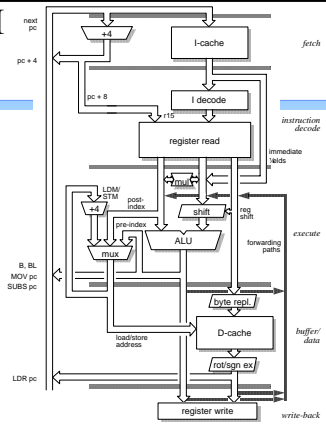 next
pc
+4
I-cache
fetch
pc + 4
pc + 8
I decode
r15
instruction
decode
register read
immediate
fields
mul
LDM/
STM
post-
index
+4
shift
reg
shift
pre-index
execute
ALU
forwarding
paths
mux
B, BL
MOV pc
SUBS pc
byte repl.
load/store
address
D-cache
buffer/
data
rot/sgn ex
LDR pc
register write
write-back